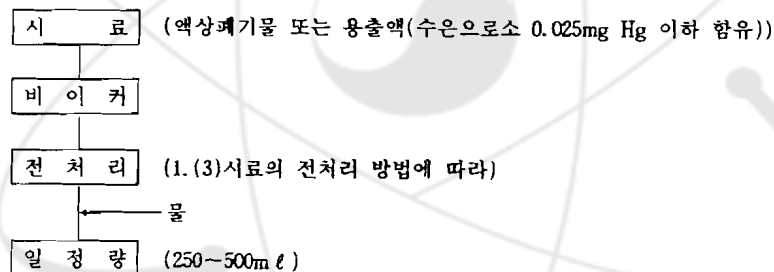 시 료 (액상폐기물 또는 용출액(수은으로소 0.025mg Hg 이하 함유))
비 이 커
전 처 리 (1.(3)시료의 전처리 방법에 따라)
물
일 정 량 (250~500mℓ)